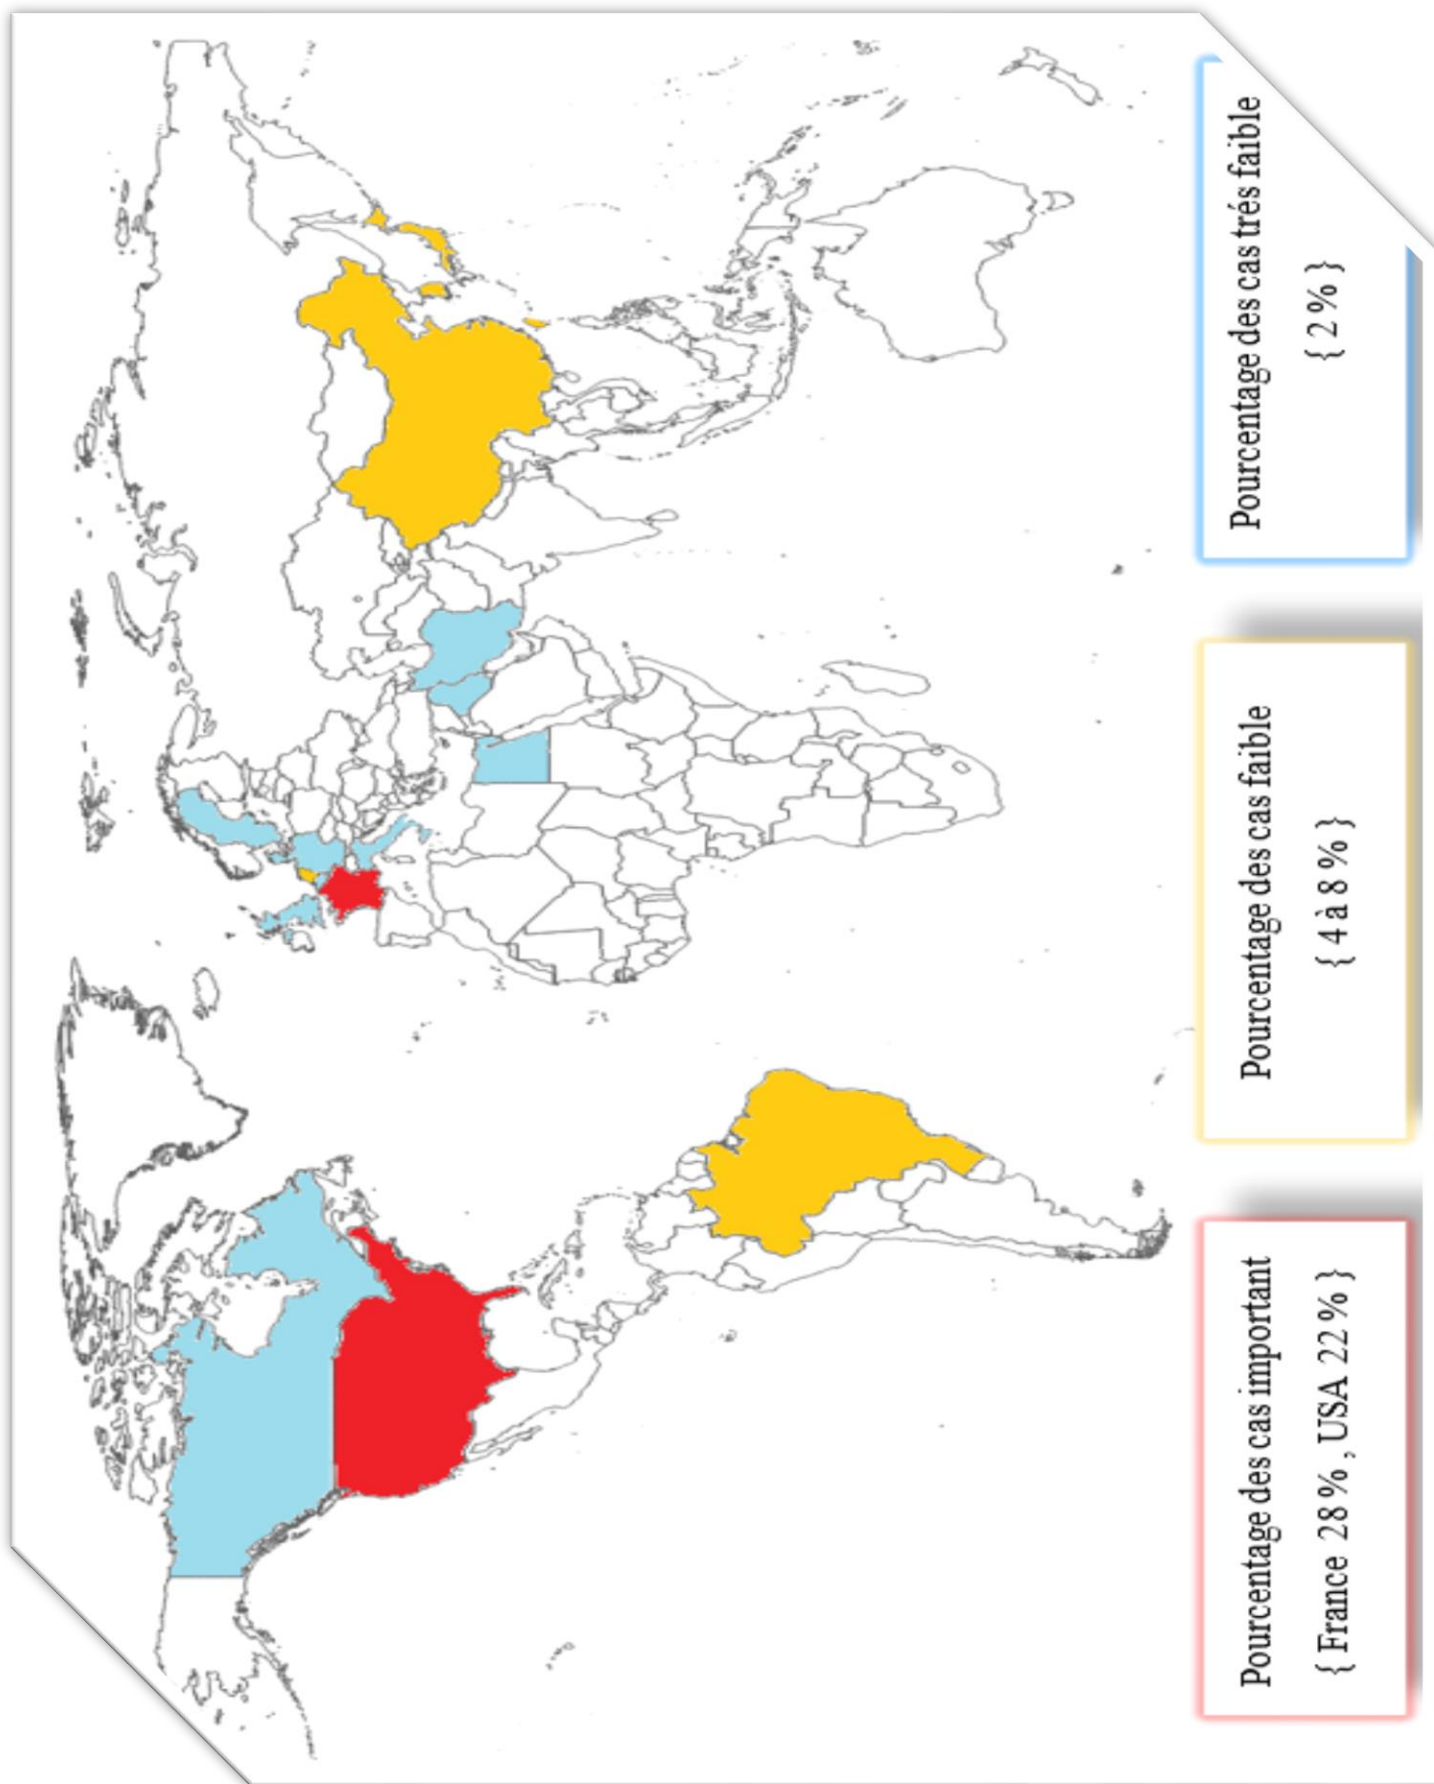 Pourcentage des cas important
{ France 28 % , USA 22 % }
Pourcentage des cas faible
{ 4 à 8 % }
Pourcentage des cas trés faible
{ 2 % }